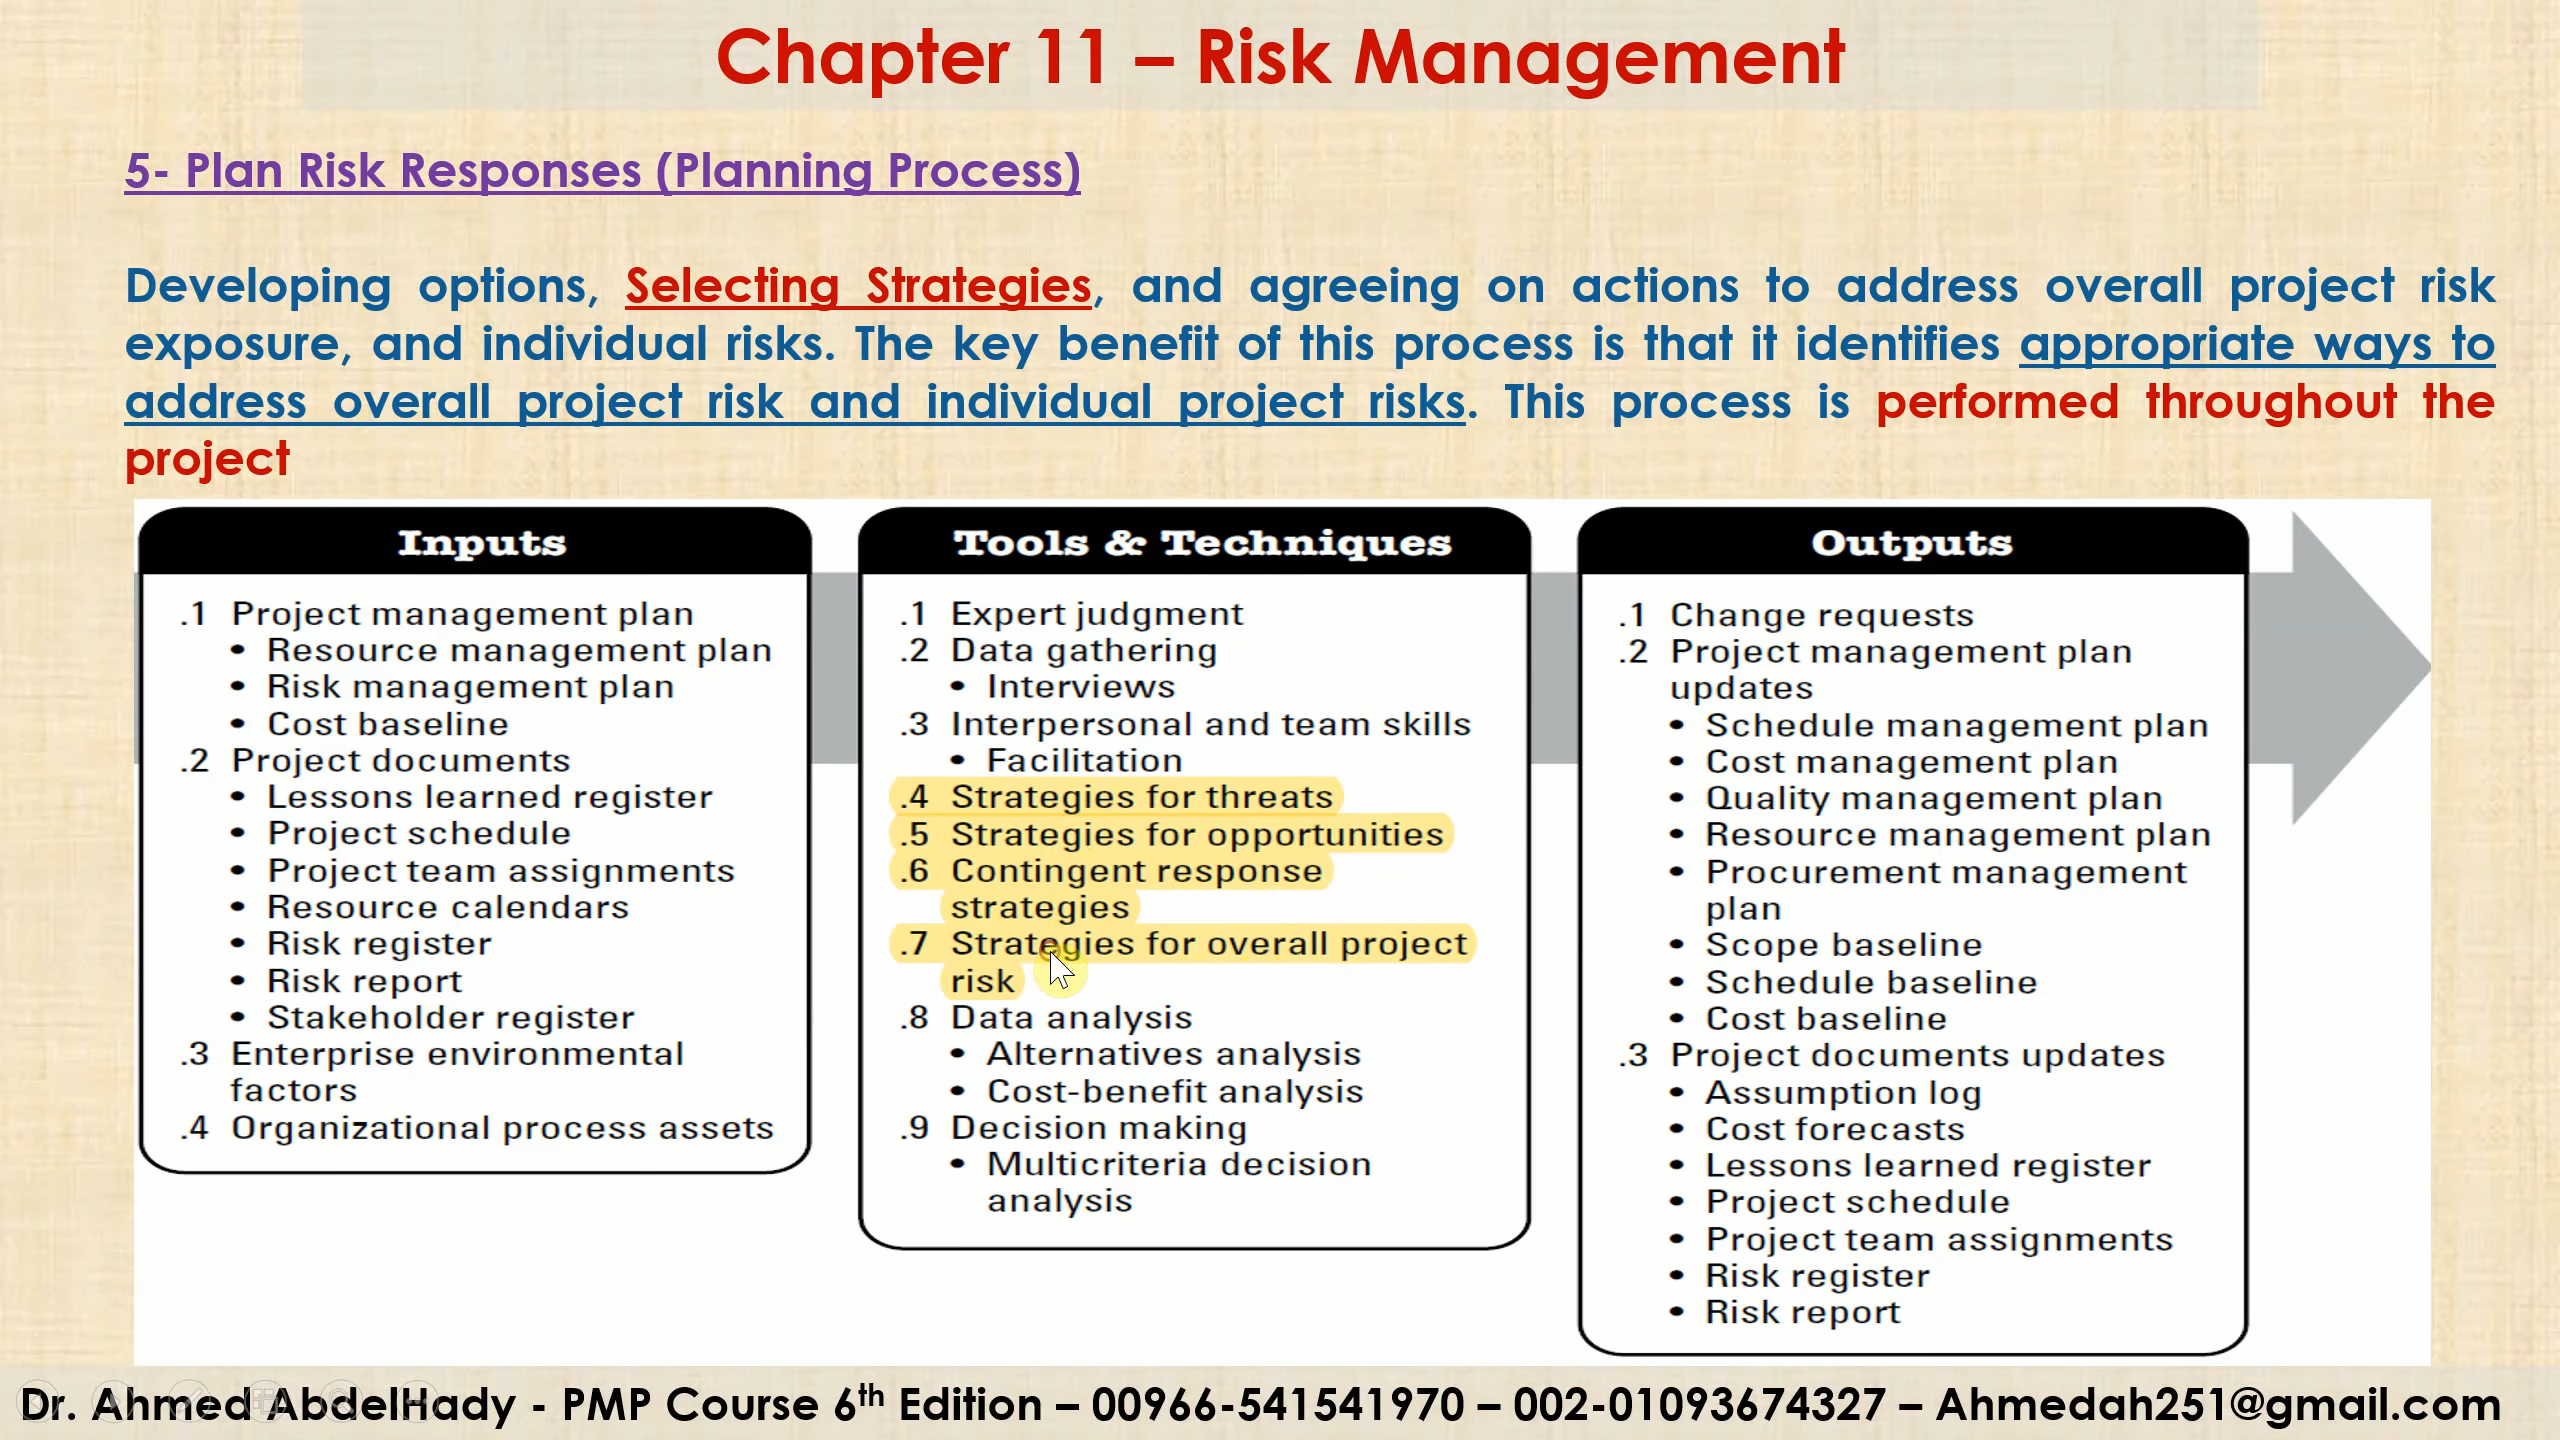 Chapter 11 – Risk Management
5- Plan Risk Responses (Planning Process)
Developing options, Selecting Strategies, and agreeing on actions to address overall project risk
exposure, and individual risks. The key benefit of this process is that it identifies appropriate ways to
address overall project risk and individual project risks. This process is performed throughout the
project
Inputs
.1 Project management plan
• Resource management plan
• Risk management plan
• Cost baseline
.2 Project documents
• Lessons learned register
• Project schedule
• Project team assignments
• Resource calendars
• Risk register
• Risk report
• Stakeholder register
.3 Enterprise environmental
factors
.4 Organizational process assets
Tools & Techniques
.1 Expert judgment
.2 Data gathering
• Interviews
.3 Interpersonal and team skills
• Facilitation
.4 Strategies for threats
.5 Strategies for opportunities
.6 Contingent response
strategies
.7 Strategies for overall project
risk
.8 Data analysis
• Alternatives analysis
• Cost-benefit analysis
.9 Decision making
• Multicriteria decision
analysis
Outputs
.1 Change requests
.2 Project management plan
updates
• Schedule management plan
• Cost management plan
• Quality management plan
• Resource management plan
• Procurement management
plan
• Scope baseline
• Schedule baseline
• Cost baseline
.3 Project documents updates
• Assumption log
• Cost forecasts
• Lessons learned register
• Project schedule
• Project team assignments
• Risk register
• Risk report
Dr. Ahmed AbdelHady - PMP Course 6th Edition – 00966-541541970 – 002-01093674327 – Ahmedah251@gmail.com